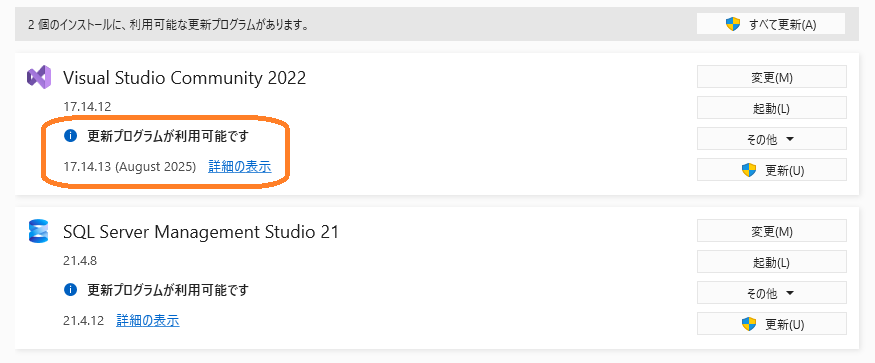 2 個のインストールに、利用可能な更新プログラムがあります。
すべて更新(A)
Visual Studio Community 2022
変更(M)
17.14.12
起動(L)
更新プログラムが利用可能です
その他
17.14.13 (August 2025) 詳細の表示
更新(U)
SQL Server Management Studio 21
変更(M)
21.4.8
起動(L)
更新プログラムが利用可能です
その他
21.4.12 詳細の表示
更新(U)